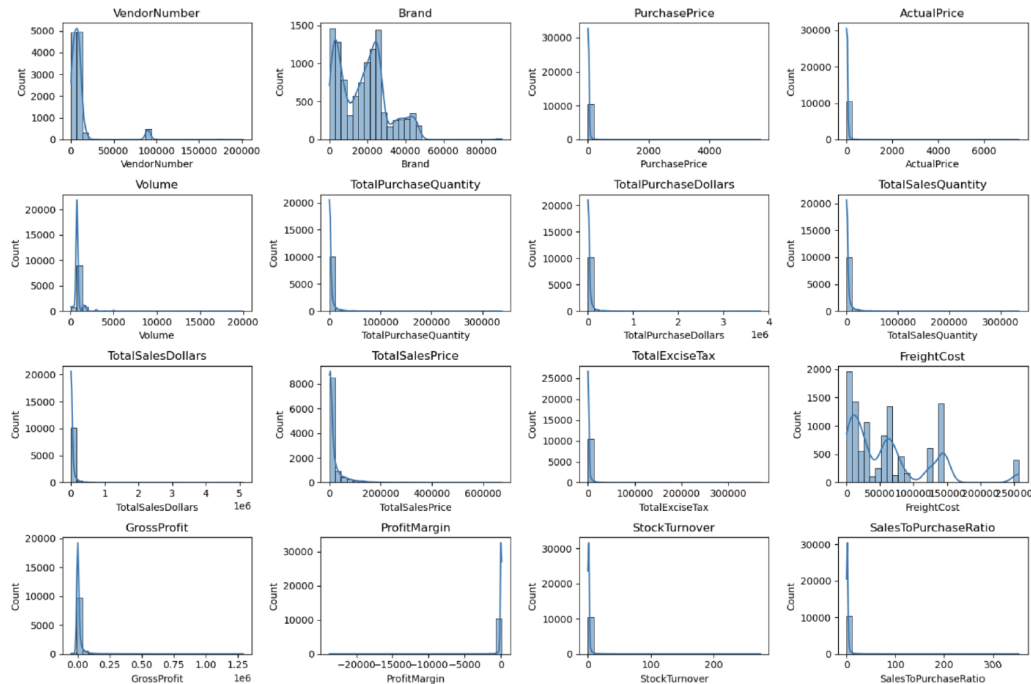 VendorNumber
5000
4000
3000
2000
1000
0
Count
0 50000 100000 150000 200000
VendorNumber
Brand
1500
1000
500
0
Count
0 20000 40000 60000 80000
Brand
PurchasePrice
30000
20000
10000
0
Count
0 2000 4000
PurchasePrice
ActualPrice
30000
20000
10000
0
Count
0 2000 4000 6000
ActualPrice
Volume
20000
15000
10000
5000
0
Count
0 5000 10000 15000 20000
Volume
TotalPurchaseQuantity
20000
15000
10000
5000
0
Count
0 100000 200000 300000
TotalPurchaseQuantity
TotalPurchaseDollars
20000
15000
10000
5000
0
Count
0 1 2 3 4
1e6
TotalPurchaseDollars
TotalSalesQuantity
20000
15000
10000
5000
0
Count
0 100000 200000 300000
TotalSalesQuantity
TotalSalesDollars
20000
15000
10000
5000
0
Count
0 1 2 3 4 5
1e6
TotalSalesDollars
TotalSalesPrice
8000
6000
4000
2000
0
Count
0 200000 400000 600000
TotalSalesPrice
TotalExciseTax
25000
20000
15000
10000
5000
0
Count
0 100000 200000 300000
TotalExciseTax
FreightCost
2000
1500
1000
500
0
Count
0 50000 100000 150000 200000 250000
FreightCost
GrossProfit
20000
15000
10000
5000
0
Count
0.00 0.25 0.50 0.75 1.00 1.25
1e6
GrossProfit
ProfitMargin
30000
20000
10000
0
Count
−20000 −15000 −10000 −5000 0
ProfitMargin
StockTurnover
30000
20000
10000
0
Count
0 100 200
StockTurnover
SalesToPurchaseRatio
30000
20000
10000
0
Count
0 100 200 300
SalesToPurchaseRatio